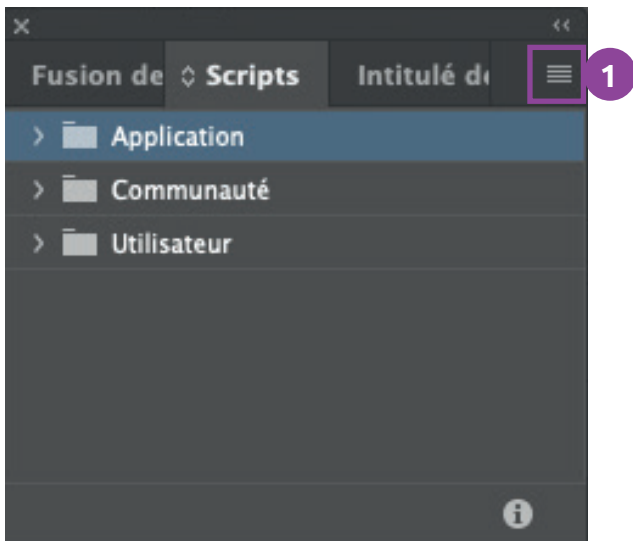 Fusion de Scripts Intitulé d 1
Application
Communauté
Utilisateur